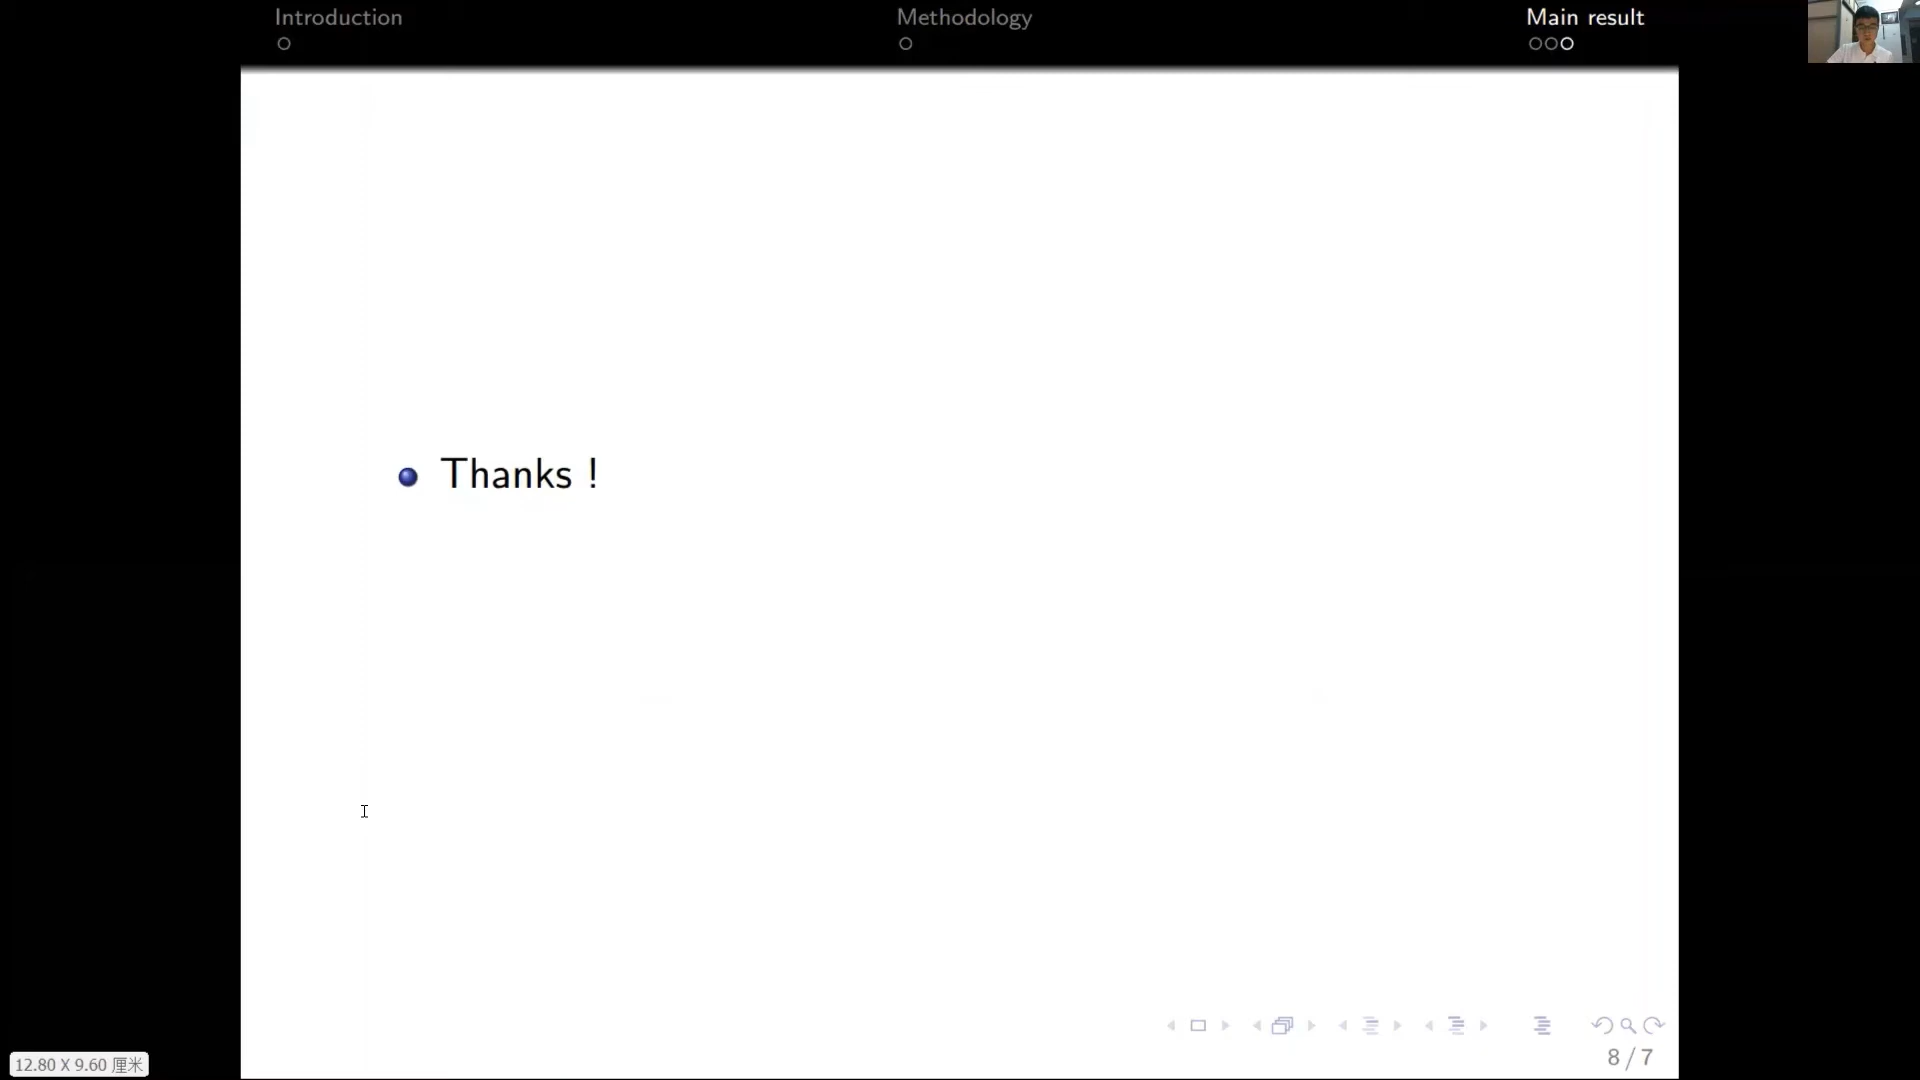 Introduction
Methodology
Main result
Thanks !
8 / 7
12.80 X 9.60 厘米